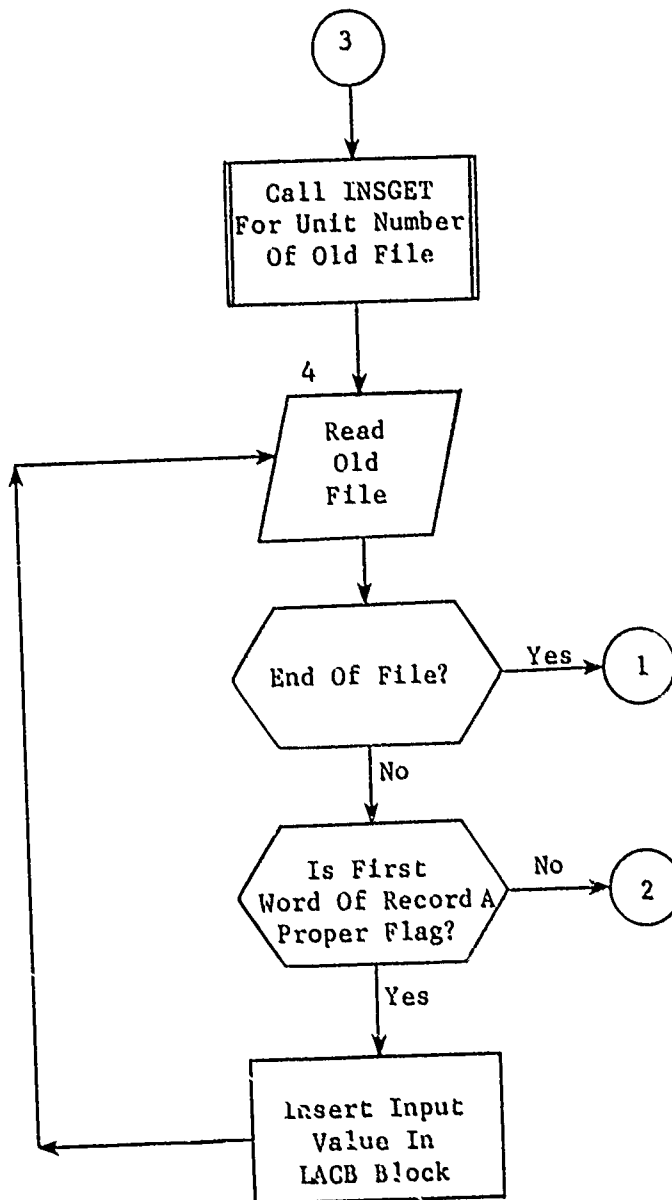 3
Call INSGET
For Unit Number
Of Old File
4
Read
Old
File
End Of File?
Yes
1
No
Is First
Word Of Record A
Proper Flag?
No
2
Yes
Insert Input
Value In
LACB Block